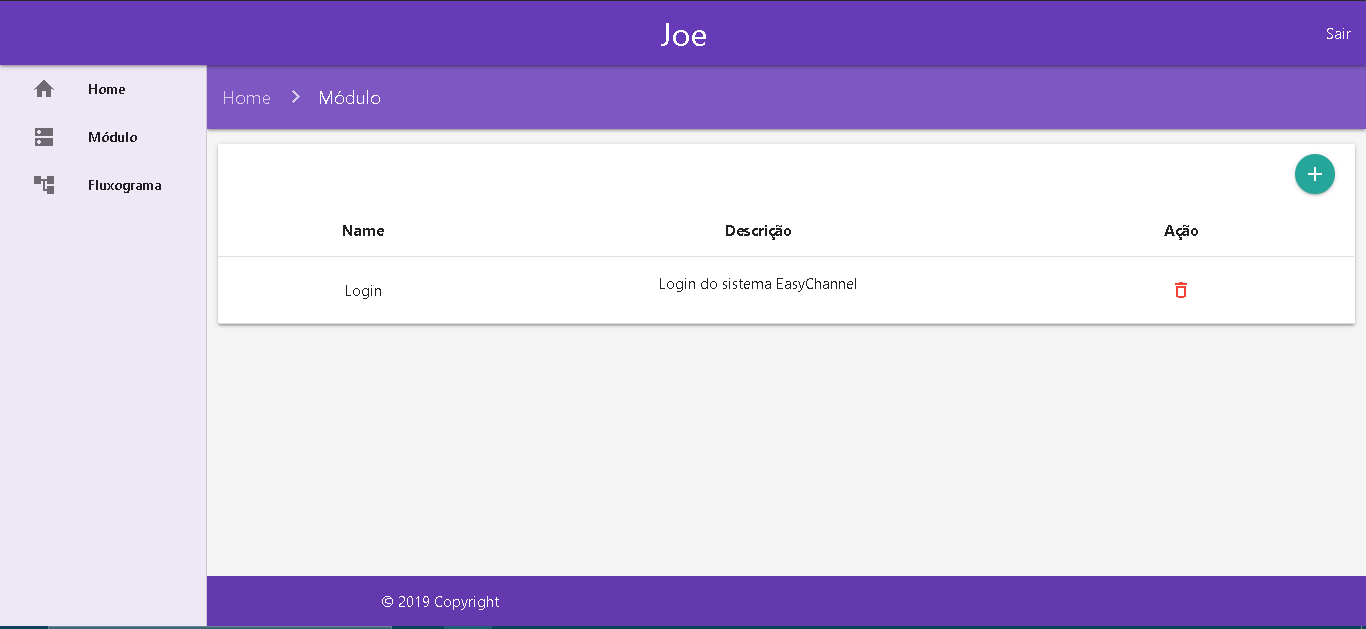 Joe
Sair
Home
Módulo
Fluxograma
Home > Módulo
Name Descrição Ação
Login Login do sistema EasyChannel
© 2019 Copyright